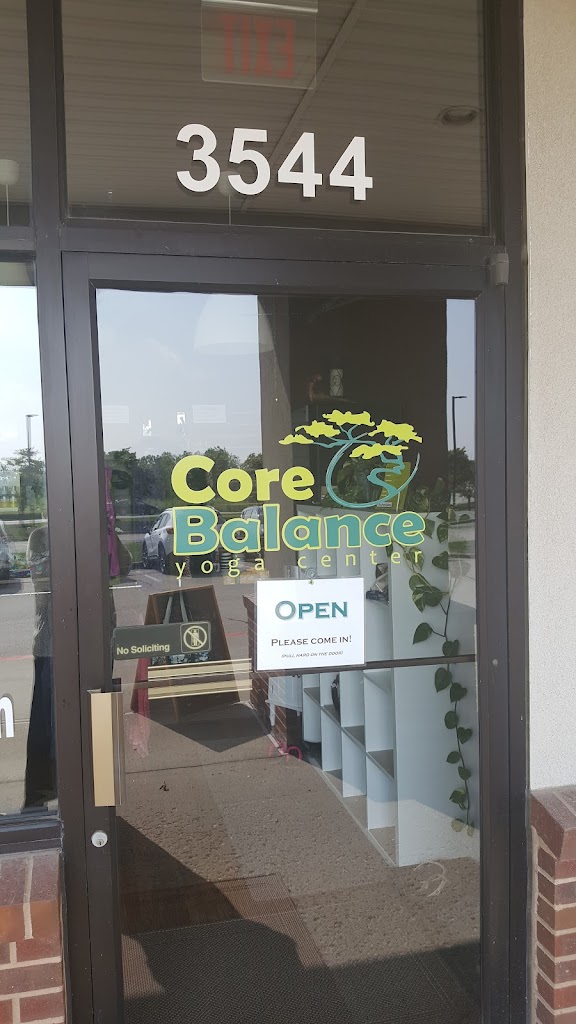 EXIT
3544
Core
Balance
yoga center
OPEN
PLEASE COME IN!
(PULL HARD ON THE DOOR)
No Soliciting